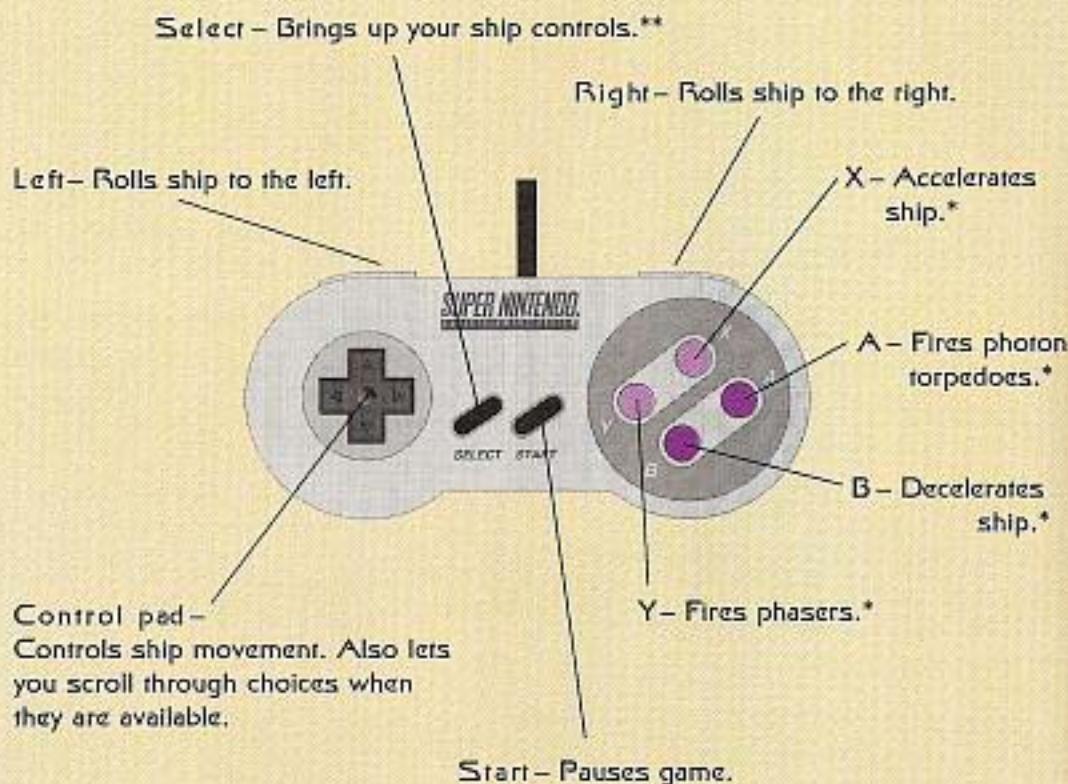 Select – Brings up your ship controls.**
Right – Rolls ship to the right.
Left – Rolls ship to the left.
X – Accelerates
ship.*
SUPER NINTENDO.
A – Fires photon
torpedoes.*
SELECT START
B
B – Decelerates
ship.*
Y – Fires phasers.*
Control pad –
Controls ship movement. Also lets
you scroll through choices when
they are available.
Start – Pauses game.